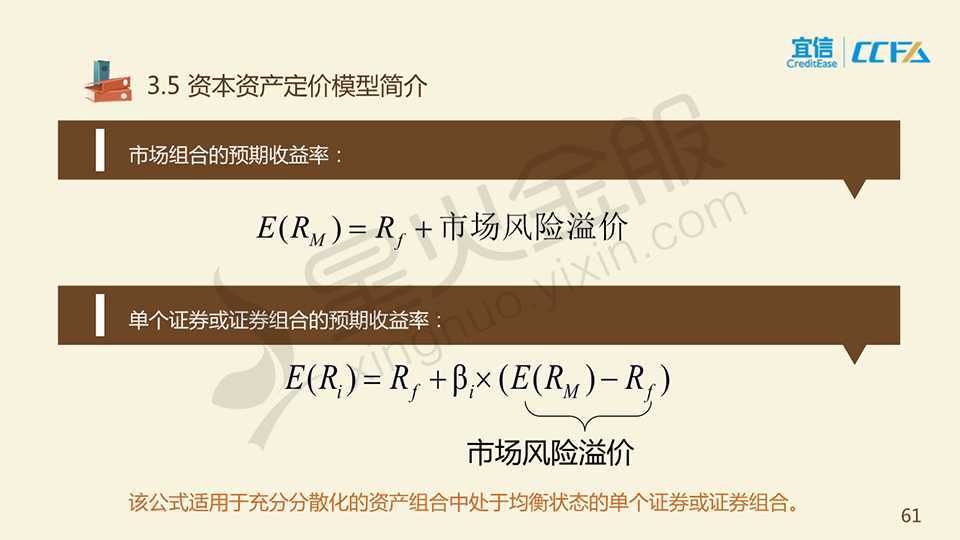 宜信
CreditEase
CCFA
3.5 资本资产定价模型简介
市场组合的预期收益率：
E(R_M) = R_f + 市场风险溢价
单个证券或证券组合的预期收益率：
E(R_i) = R_f + β_i × (E(R_M) − R_f)
市场风险溢价
该公式适用于充分分散化的资产组合中处于均衡状态的单个证券或证券组合。
61
星火金服
xinghuo.yixin.com